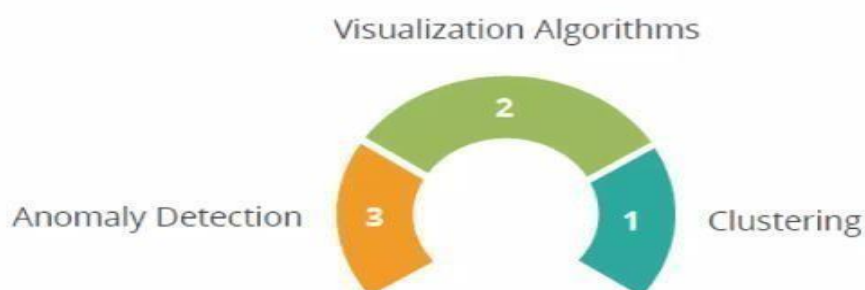 Visualization Algorithms
2
Anomaly Detection
3
1
Clustering